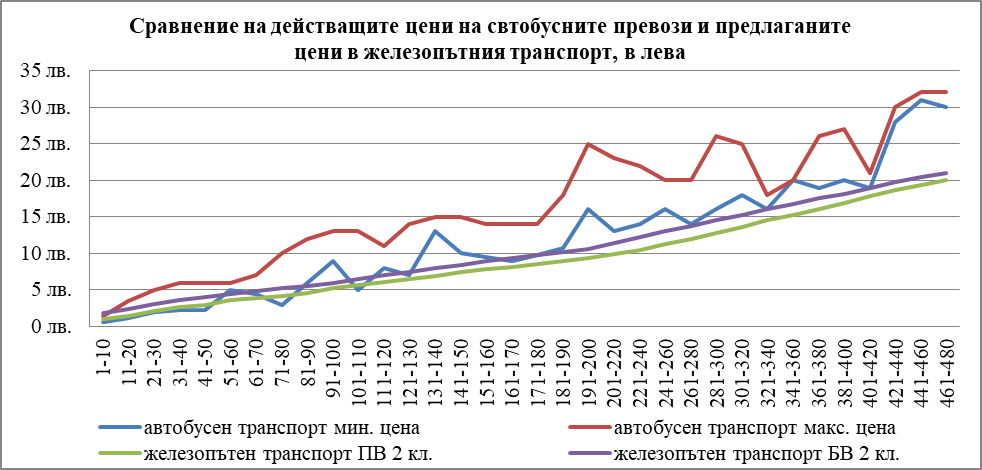 Сравнение на действащите цени на свтобусните превози и предлаганите
цени в железопътния транспорт, в лева
35 лв.
30 лв.
25 лв.
20 лв.
15 лв.
10 лв.
5 лв.
0 лв.
1-10
11-20
21-30
31-40
41-50
51-60
61-70
71-80
81-90
91-100
101-110
111-120
121-130
131-140
141-150
151-160
161-170
171-180
181-190
191-200
201-220
221-240
241-260
261-280
281-300
301-320
321-340
341-360
361-380
381-400
401-420
421-440
441-460
461-480
автобусен транспорт мин. цена
автобусен транспорт макс. цена
железопътен транспорт ПВ 2 кл.
железопътен транспорт БВ 2 кл.